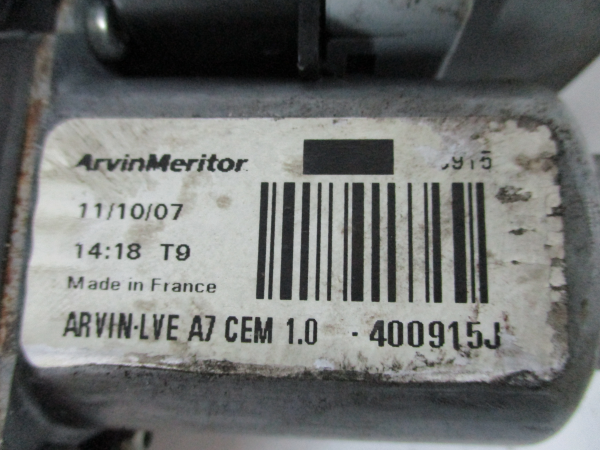 ArvinMeritor
11/10/07
14:18 T9
Made in France
ARVIN·LVE A7 CEM 1.0 - 400915J